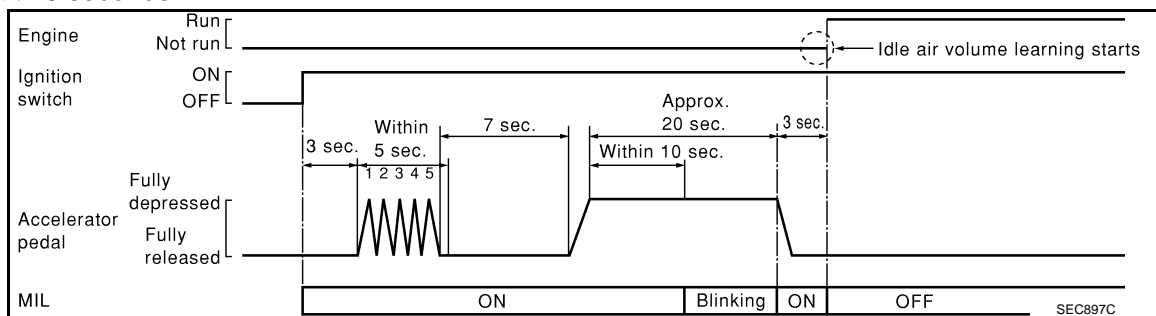 Engine
Run
Not run
Idle air volume learning starts
Ignition
switch
ON
OFF
3 sec.
Within
5 sec.
1 2 3 4 5
7 sec.
Approx.
20 sec.
Within 10 sec.
3 sec.
Accelerator
pedal
Fully
depressed
Fully
released
MIL
ON
Blinking
ON
OFF
SEC897C